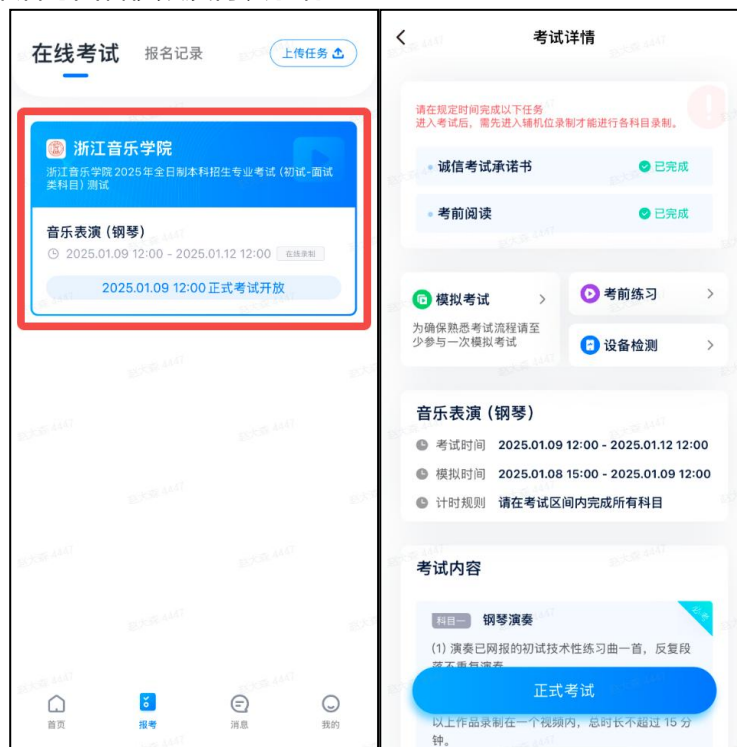 在线考试 报名记录 上传任务
浙江音乐学院
浙江音乐学院2025年全日制本科招生专业考试 (初试-面试
类科目) 测试
音乐表演 (钢琴)
2025.01.09 12:00 - 2025.01.12 12:00 在线录制
2025.01.09 12:00 正式考试开放
首页 报考 消息 我的
考试详情
请在规定时间完成以下任务
进入考试后，需先进入辅机位录制才能进行各科目录制。
诚信考试承诺书 已完成
考前阅读 已完成
模拟考试
为确保熟悉考试流程请至
少参与一次模拟考试
考前练习
设备检测
音乐表演 (钢琴)
考试时间 2025.01.09 12:00 - 2025.01.12 12:00
模拟时间 2025.01.08 15:00 - 2025.01.09 12:00
计时规则 请在考试区间内完成所有科目
考试内容
科目一 钢琴演奏 必考
(1) 演奏已网报的初试技术性练习曲一首，反复段
落不重复演奏
正式考试
以上作品录制在一个视频内，总时长不超过 15 分
钟。